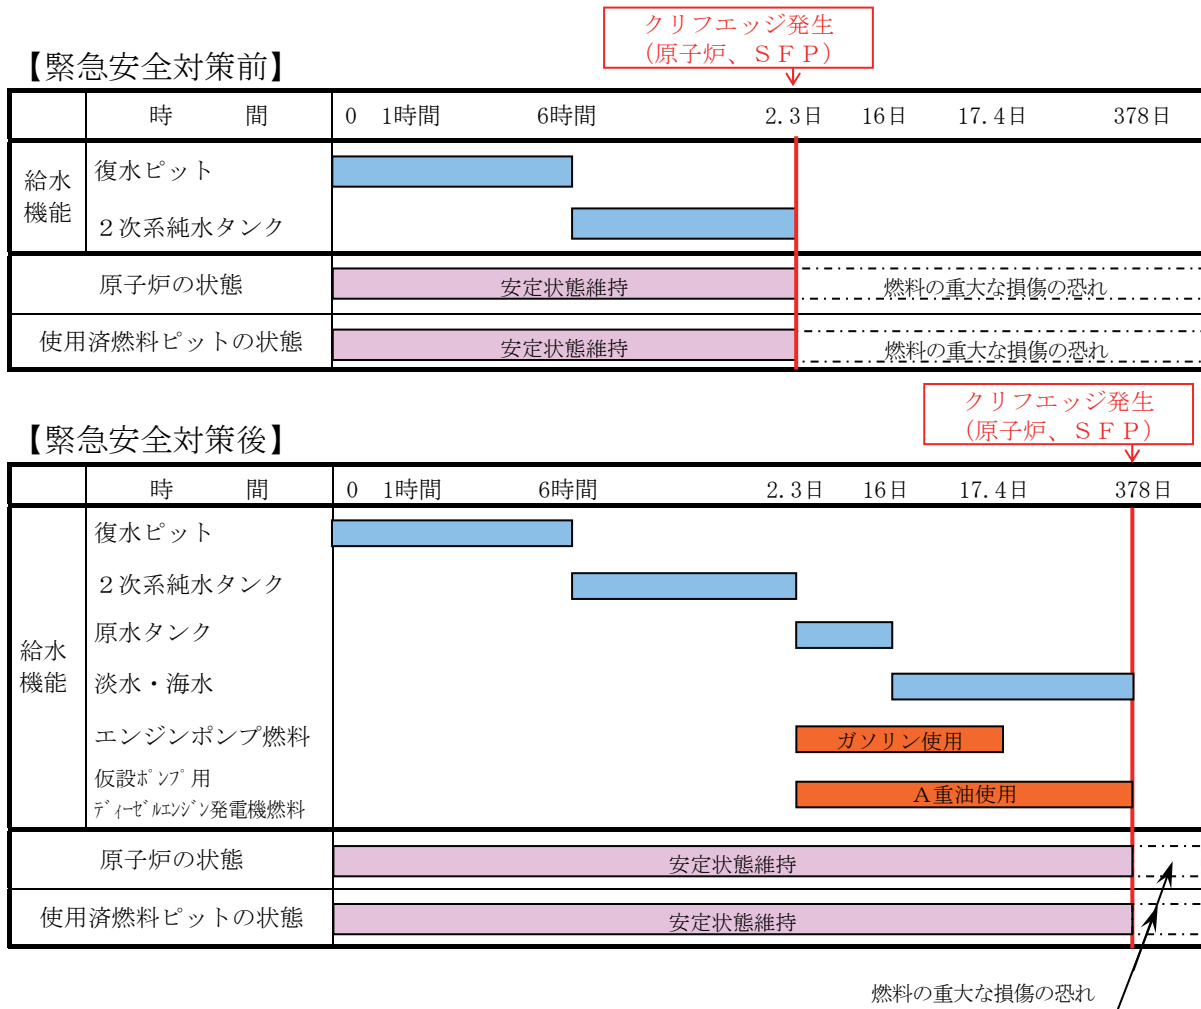 クリフエッジ発生
(原子炉、ＳＦＰ)
【緊急安全対策前】
時　間 0 1時間 6時間 2.3日 16日 17.4日 378日
給水
機能
復水ピット
２次系純水タンク
原子炉の状態 安定状態維持 燃料の重大な損傷の恐れ
使用済燃料ピットの状態 安定状態維持 燃料の重大な損傷の恐れ
クリフエッジ発生
(原子炉、ＳＦＰ)
【緊急安全対策後】
時　間 0 1時間 6時間 2.3日 16日 17.4日 378日
給水
機能
復水ピット
２次系純水タンク
原水タンク
淡水・海水
エンジンポンプ燃料 ガソリン使用
仮設ﾎﾟﾝﾌﾟ用
ﾃﾞｨｰｾﾞﾙｴﾝｼﾞﾝ発電機燃料 Ａ重油使用
原子炉の状態 安定状態維持
使用済燃料ピットの状態 安定状態維持
燃料の重大な損傷の恐れ